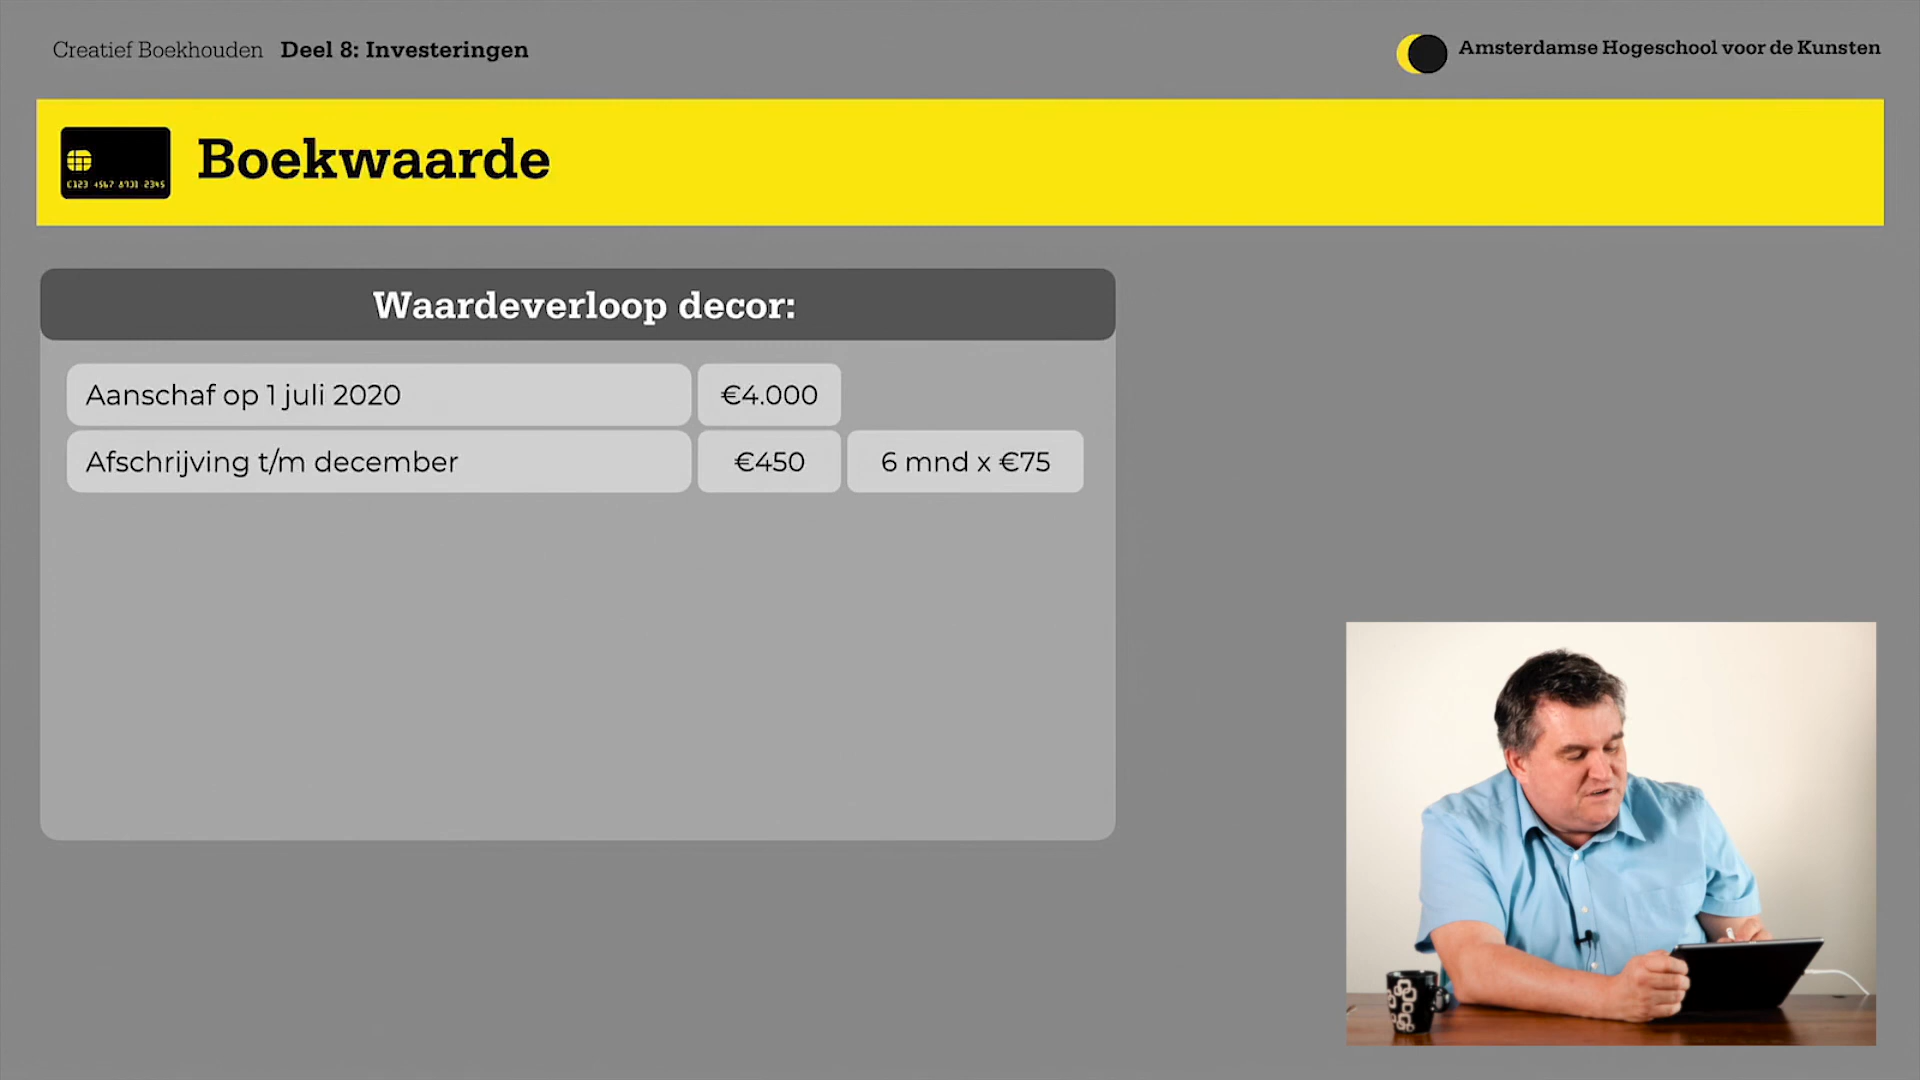 Creatief Boekhouden Deel 8: Investeringen
Amsterdamse Hogeschool voor de Kunsten
Boekwaarde
Waardeverloop decor:
Aanschaf op 1 juli 2020 €4.000
Afschrijving t/m december €450 6 mnd x €75